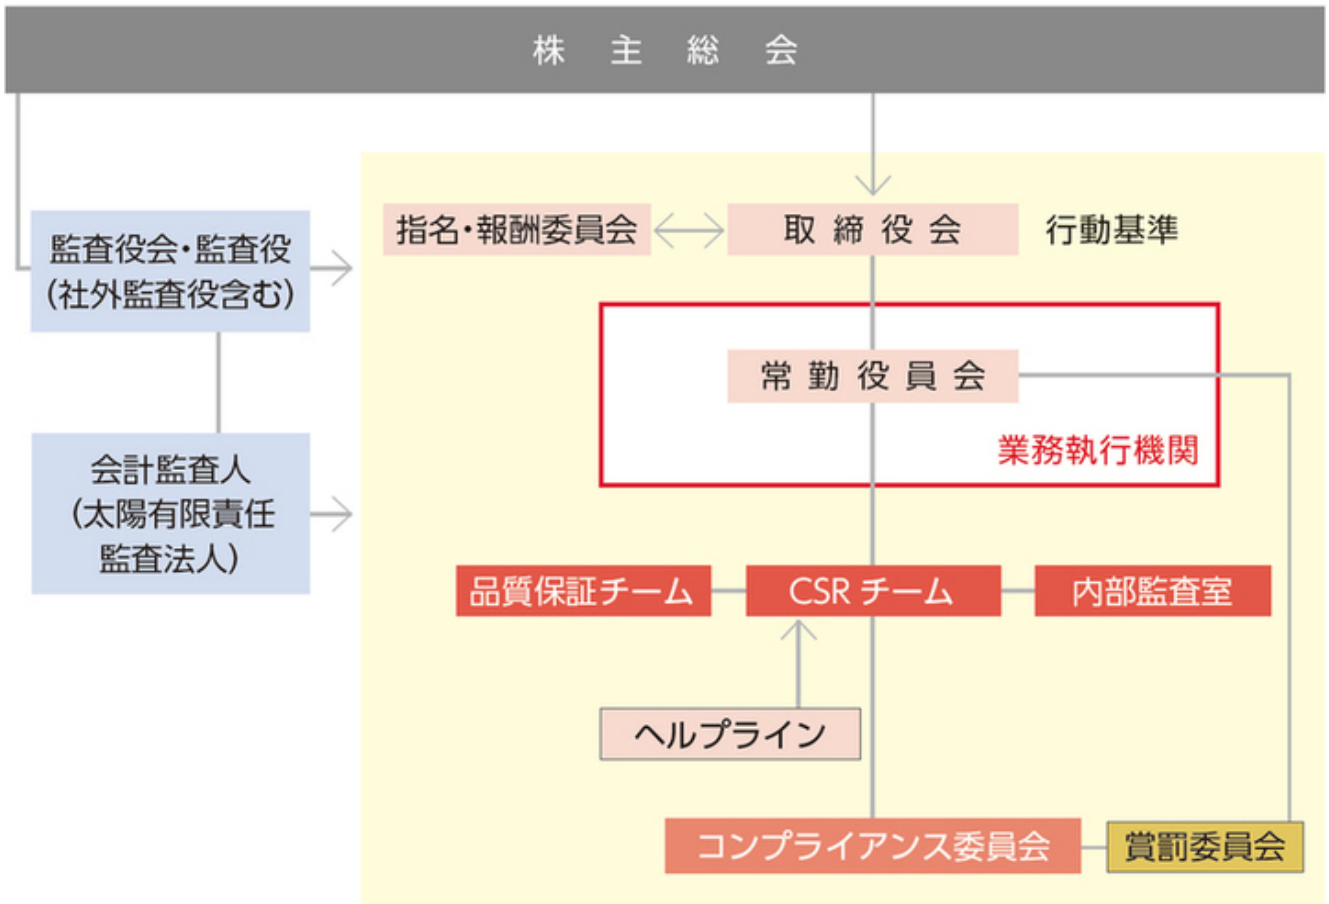 株主総会
指名・報酬委員会
取締役会
行動基準
監査役会・監査役
(社外監査役含む)
常勤役員会
業務執行機関
会計監査人
(太陽有限責任
監査法人)
品質保証チーム
CSRチーム
内部監査室
ヘルプライン
コンプライアンス委員会
賞罰委員会